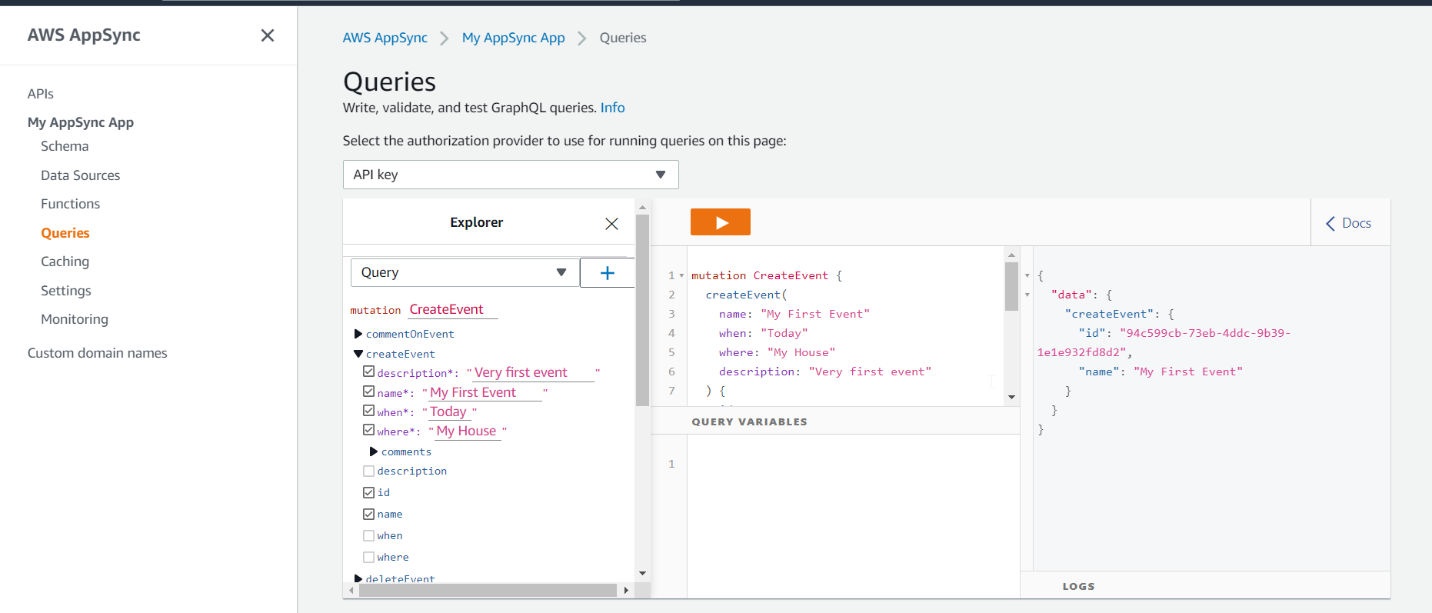 AWS AppSync
APIs
My AppSync App
Schema
Data Sources
Functions
Queries
Caching
Settings
Monitoring
Custom domain names
AWS AppSync > My AppSync App > Queries
Queries
Write, validate, and test GraphQL queries. Info
Select the authorization provider to use for running queries on this page:
API key
Explorer
Query
mutation CreateEvent
commentOnEvent
createEvent
description*: "Very first event"
name*: "My First Event"
when*: "Today"
where*: "My House"
comments
description
id
name
when
where
deleteEvent
1 mutation CreateEvent {
2 createEvent(
3 name: "My First Event"
4 when: "Today"
5 where: "My House"
6 description: "Very first event"
7 ) {
QUERY VARIABLES
1
Docs
{
"data": {
"createEvent": {
"id": "94c599cb-73eb-4ddc-9b39-
1e1e932fd8d2",
"name": "My First Event"
}
}
}
LOGS